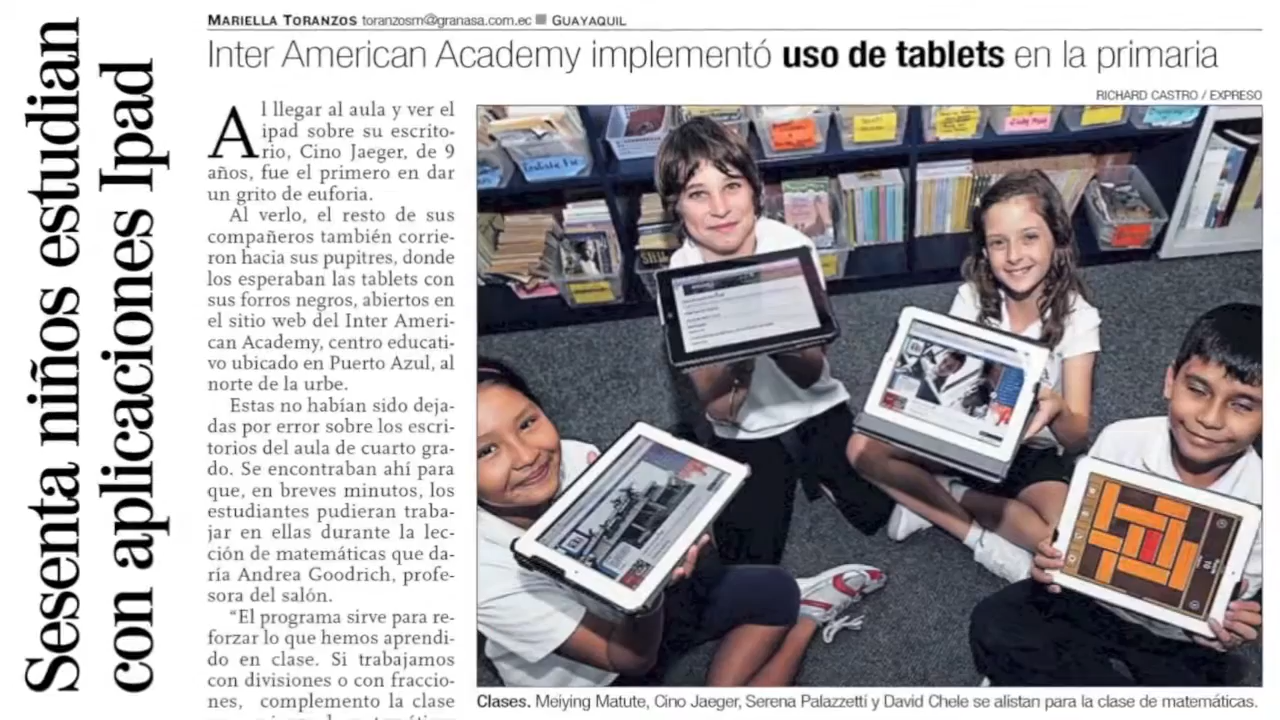 Sesenta niños estudian
con aplicaciones Ipad
MARIELLA TORANZOS toranzosm@granasa.com.ec ■ GUAYAQUIL
Inter American Academy implementó uso de tablets en la primaria
RICHARD CASTRO / EXPRESO
Al llegar al aula y ver el
ipad sobre su escrito-
rio, Cino Jaeger, de 9
años, fue el primero en dar
un grito de euforia.
Al verlo, el resto de sus
compañeros también corrie-
ron hacia sus pupitres, donde
los esperaban las tablets con
sus forros negros, abiertos en
el sitio web del Inter Ameri-
can Academy, centro educati-
vo ubicado en Puerto Azul, al
norte de la urbe.
Estas no habían sido deja-
das por error sobre los escri-
torios del aula de cuarto gra-
do. Se encontraban ahí para
que, en breves minutos, los
estudiantes pudieran traba-
jar en ellas durante la lec-
ción de matemáticas que da-
ría Andrea Goodrich, profe-
sora del salón.
“El programa sirve para re-
forzar lo que hemos aprendi-
do en clase. Si trabajamos
con divisiones o con fraccio-
nes, complemento la clase
Clases. Meiying Matute, Cino Jaeger, Serena Palazzetti y David Chele se alistan para la clase de matemáticas.